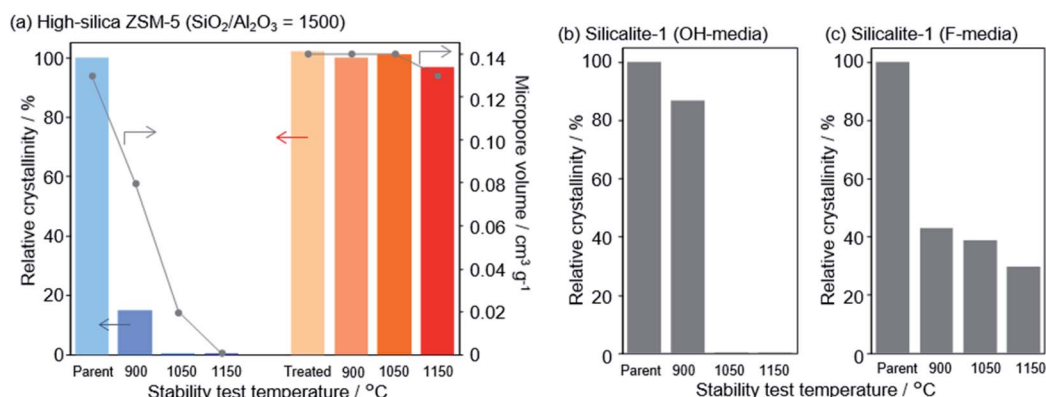 (a) High-silica ZSM-5 (SiO₂/Al₂O₃ = 1500)
Relative crystallinity / %
100
80
60
40
20
0
0.14
0.12
0.10
0.08
0.06
0.04
0.02
0
Micropore volume / cm³ g⁻¹
Parent 900 1050 1150 Treated 900 1050 1150
Stability test temperature / °C
(b) Silicalite-1 (OH-media)
Relative crystallinity / %
100
80
60
40
20
0
Parent 900 1050 1150
(c) Silicalite-1 (F-media)
Relative crystallinity / %
100
80
60
40
20
0
Parent 900 1050 1150
Stability test temperature / °C